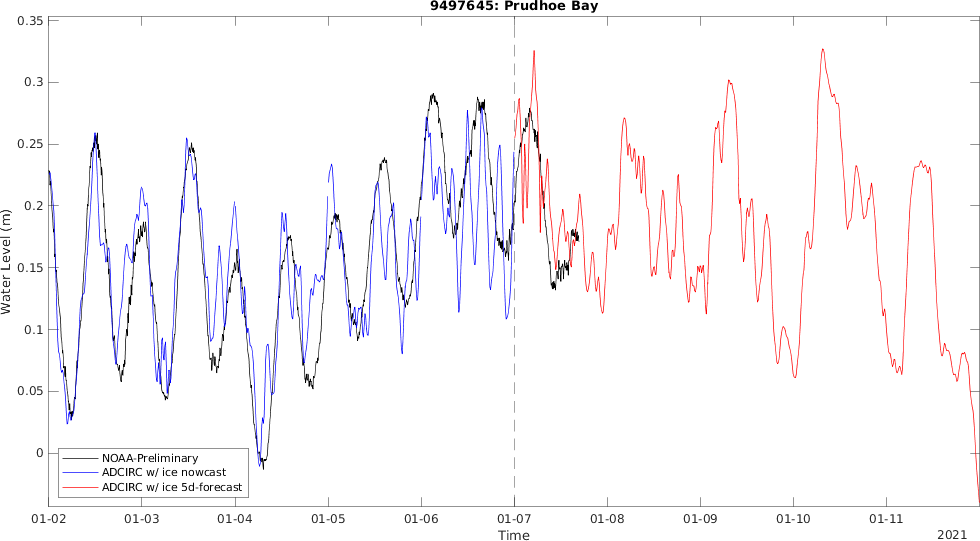 9497645: Prudhoe Bay
0.35
0.3
0.25
0.2
0.15
0.1
0.05
0
Water Level (m)
NOAA-Preliminary
ADCIRC w/ ice nowcast
ADCIRC w/ ice 5d-forecast
01-02 01-03 01-04 01-05 01-06 01-07 01-08 01-09 01-10 01-11
Time
2021